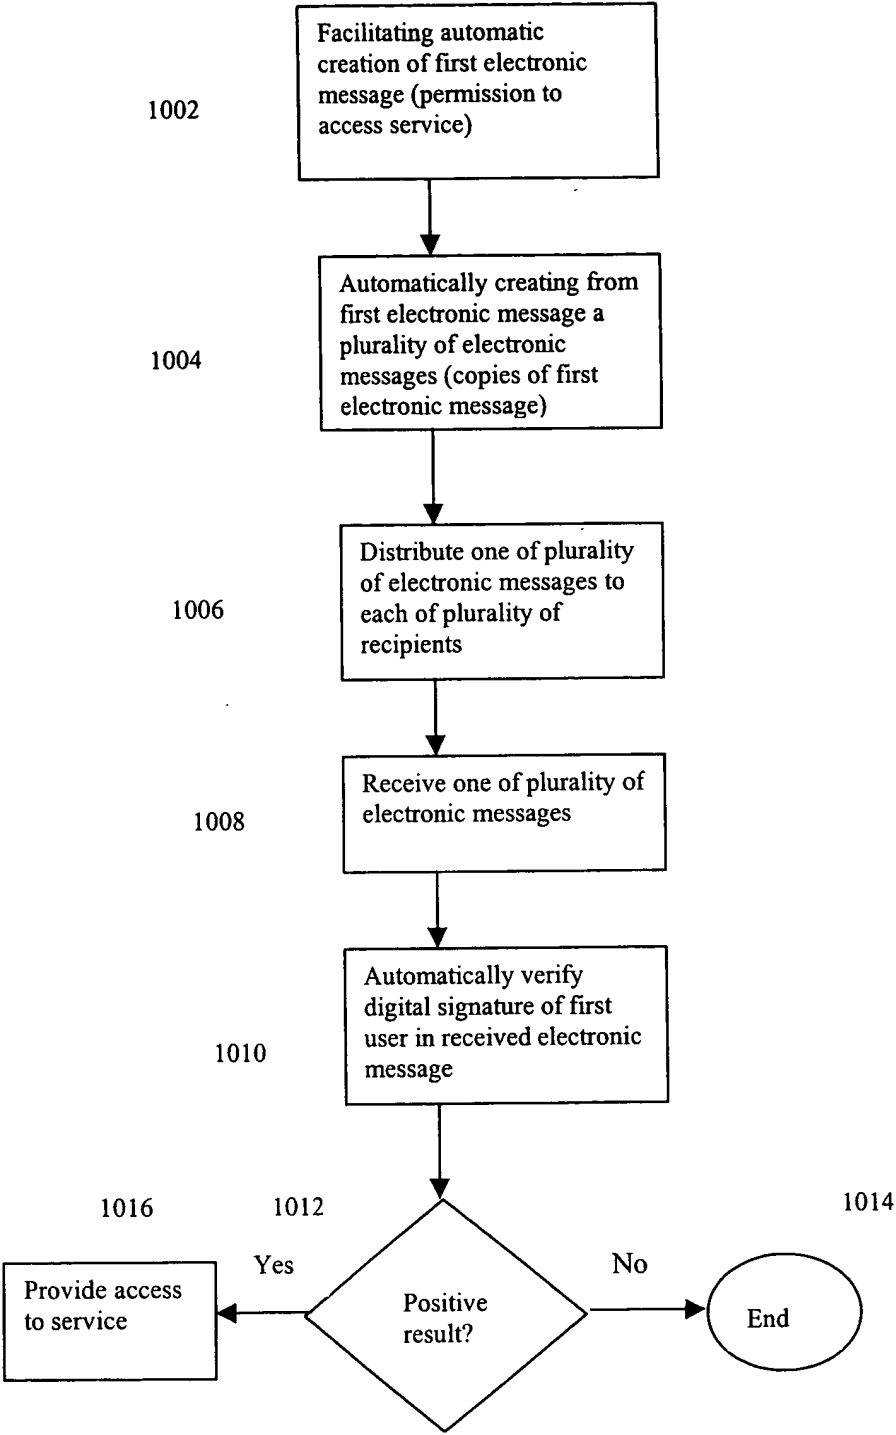 Facilitating automatic
creation of first electronic
message (permission to
access service)
1002
Automatically creating from
first electronic message a
plurality of electronic
messages (copies of first
electronic message)
1004
Distribute one of plurality
of electronic messages to
each of plurality of
recipients
1006
Receive one of plurality of
electronic messages
1008
Automatically verify
digital signature of first
user in received electronic
message
1010
1016
1012
1014
Yes
No
Provide access
to service
Positive
result?
End